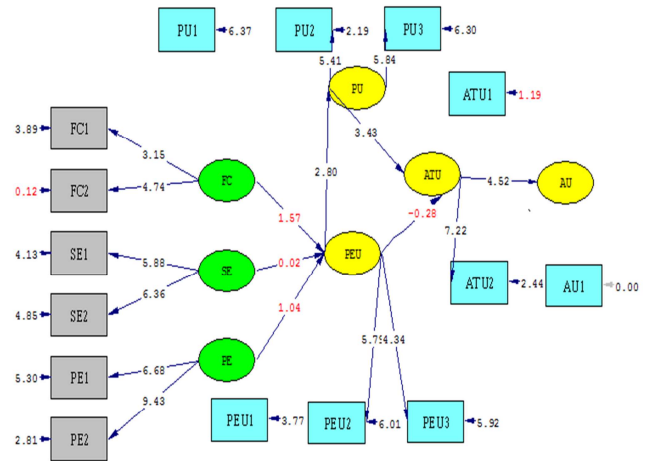 PU1
6.37
PU2
2.19
PU3
6.30
5.41
5.84
PU
ATU1
1.19
3.43
3.89
FC1
3.15
2.80
ATU
4.52
AU
0.12
FC2
4.74
FC
1.57
-0.28
7.22
4.13
SE1
5.88
SE
0.02
PEU
ATU2
2.44
AU1
0.00
4.85
SE2
6.36
1.04
5.30
PE1
6.68
PE
5.79
4.34
9.43
2.81
PE2
PEU1
3.77
PEU2
6.01
PEU3
5.92